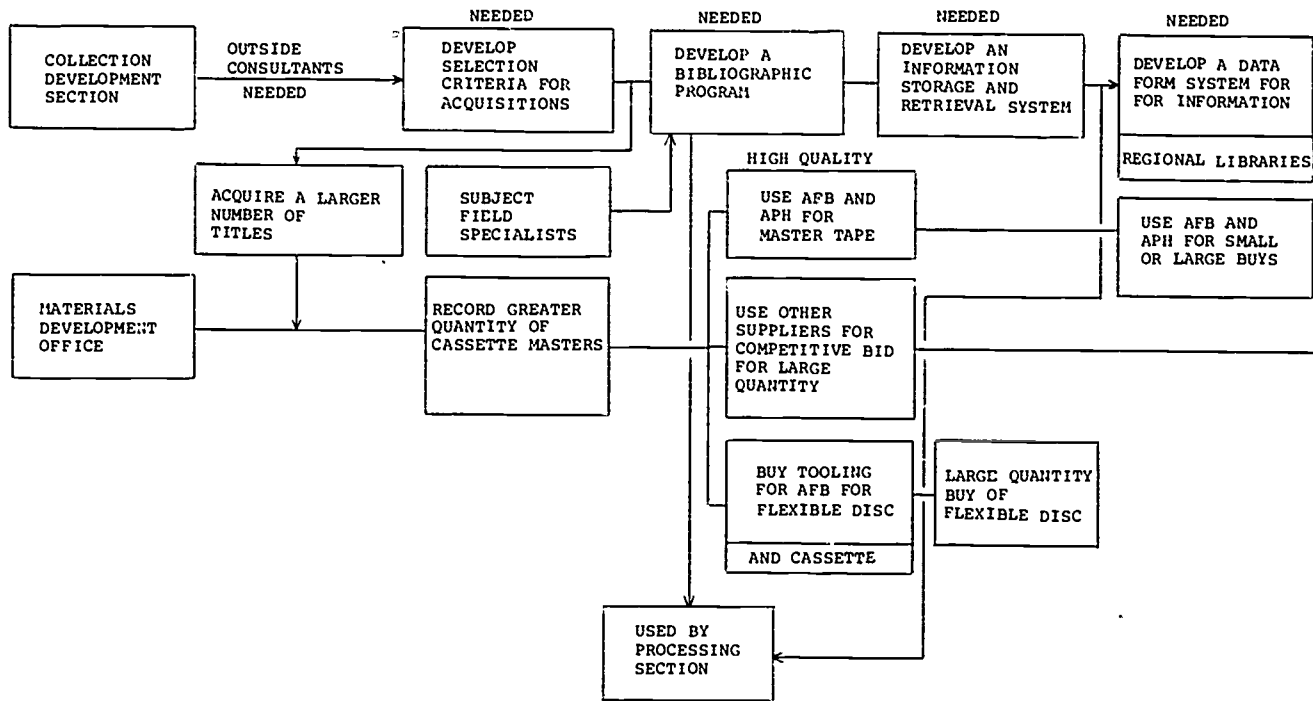 NEEDED
NEEDED
NEEDED
NEEDED
COLLECTION
DEVELOPMENT
SECTION
OUTSIDE
CONSULTANTS
NEEDED
DEVELOP
SELECTION
CRITERIA FOR
ACQUISITIONS
DEVELOP A
BIBLIOGRAPHIC
PROGRAM
DEVELOP AN
INFORMATION
STORAGE AND
RETRIEVAL SYSTEM
DEVELOP A DATA
FORM SYSTEM FOR
FOR INFORMATION
REGIONAL LIBRARIES
ACQUIRE A LARGER
NUMBER OF
TITLES
SUBJECT
FIELD
SPECIALISTS
HIGH QUALITY
USE AFB AND
APH FOR
MASTER TAPE
USE AFB AND
APH FOR SMALL
OR LARGE BUYS
MATERIALS
DEVELOPMENT
OFFICE
RECORD GREATER
QUANTITY OF
CASSETTE MASTERS
USE OTHER
SUPPLIERS FOR
COMPETITIVE BID
FOR LARGE
QUANTITY
BUY TOOLING
FOR AFB FOR
FLEXIBLE DISC
AND CASSETTE
LARGE QUANTITY
BUY OF
FLEXIBLE DISC
USED BY
PROCESSING
SECTION